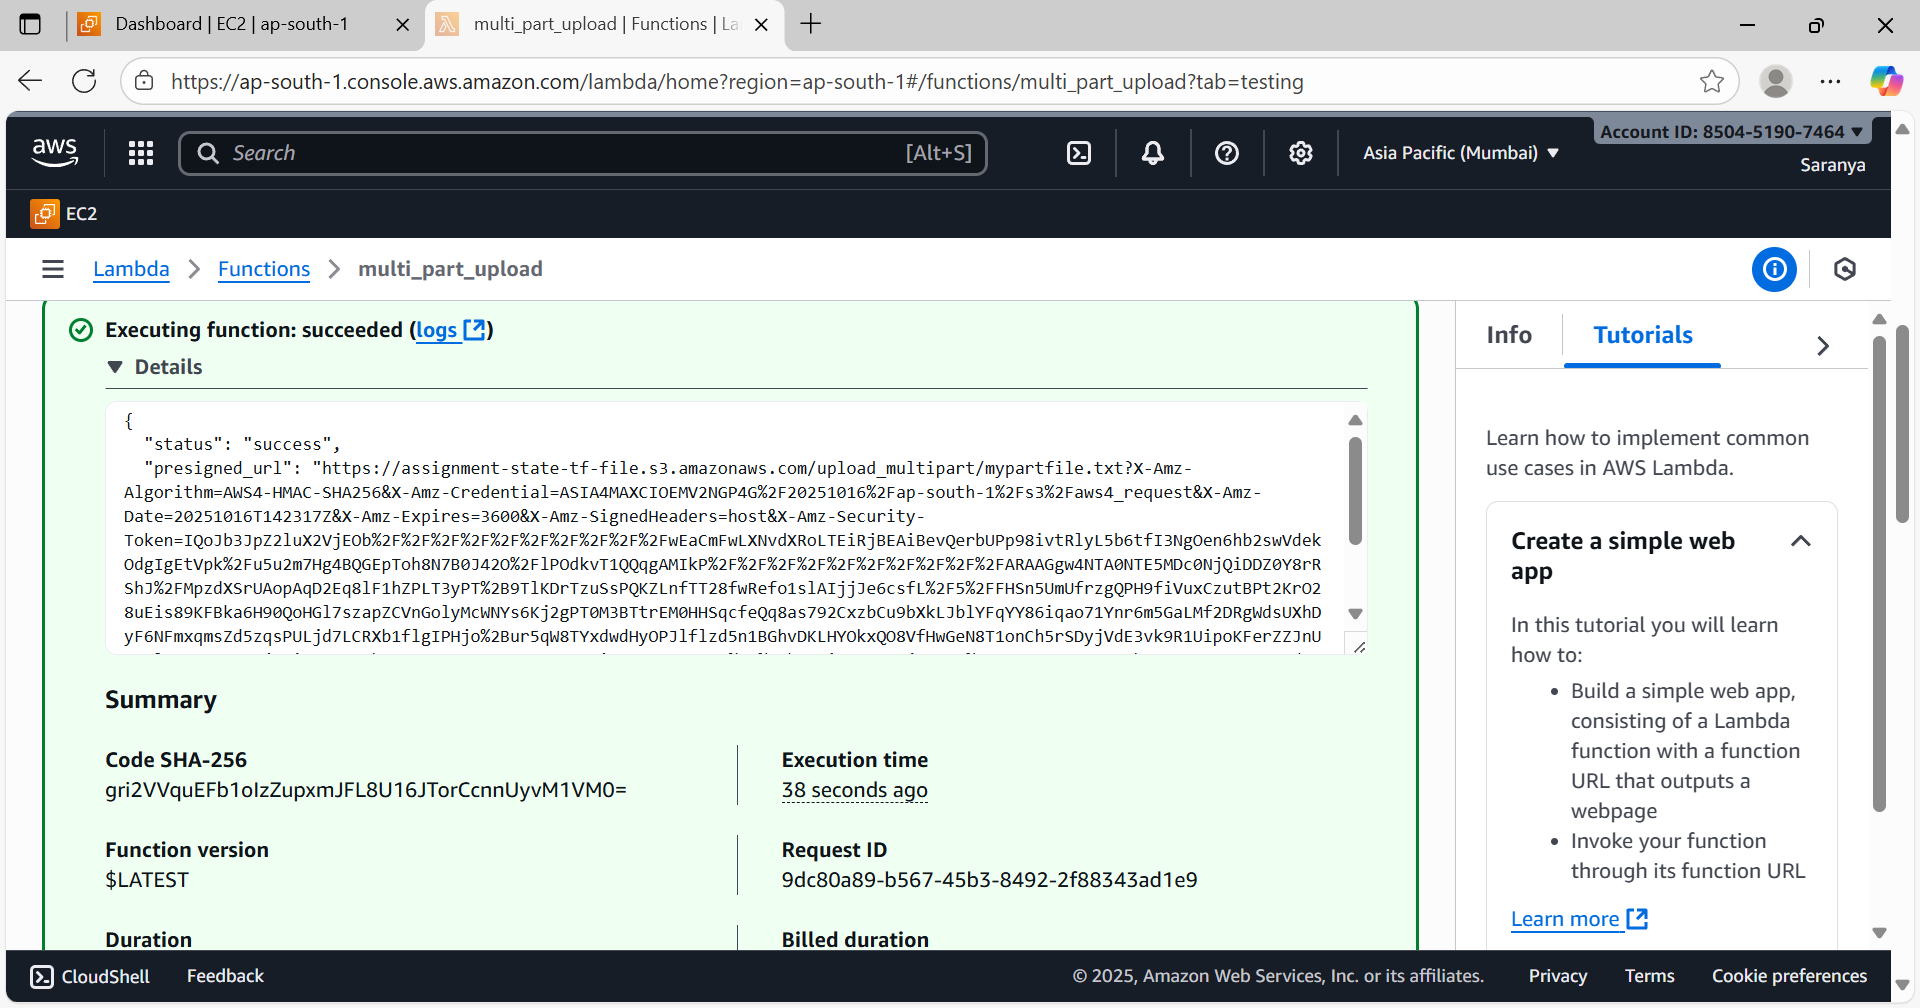 Dashboard | EC2 | ap-south-1
multi_part_upload | Functions | La
https://ap-south-1.console.aws.amazon.com/lambda/home?region=ap-south-1#/functions/multi_part_upload?tab=testing
aws
Search
[Alt+S]
Asia Pacific (Mumbai)
Account ID: 8504-5190-7464
Saranya
EC2
Lambda
Functions
multi_part_upload
Executing function: succeeded (logs)
Details
{
"status": "success",
"presigned_url": "https://assignment-state-tf-file.s3.amazonaws.com/upload_multipart/mypartfile.txt?X-Amz-
Algorithm=AWS4-HMAC-SHA256&X-Amz-Credential=ASIA4MAXCIOEMV2NGP4G%2F20251016%2Fap-south-1%2Fs3%2Faws4_request&X-Amz-
Date=20251016T142317Z&X-Amz-Expires=3600&X-Amz-SignedHeaders=host&X-Amz-Security-
Token=IQoJb3JpZ2luX2VjEOb%2F%2F%2F%2F%2F%2F%2F%2F%2F%2FwEaCmFwLXNvdXRoLTEiRjBEAiBevQerbUPp98ivtRlyL5b6tfI3NgOen6hb2swVdek
OdgIgEtVpk%2Fu5u2m7Hg4BQGEpToh8N7B0J42O%2FlPOdkvT1QQqgAMIkP%2F%2F%2F%2F%2F%2F%2F%2F%2F%2FARAAGgw4NTA0NTE5MDc0NjQiDDZ0Y8rR
ShJ%2FMpzdXSrUAopAqD2Eq8lF1hZPLT3yPT%2B9TlKDrTzuSsPQKZLnfTT28fwRefo1slAIjjJe6csfL%2F5%2FFHSn5UmUfrzgQPH9fiVuxCzutBPt2KrO2
8uEis89KFBka6H90QoHGl7szapZCVnGolyMcWNYs6Kj2gPT0M3BTtrEM0HHSqcfeQq8as792CxzbCu9bXkLJblYFqYY86iqao71Ynr6m5GaLMf2DRgWdsUXhD
yF6NFmxqmsZd5zqsPULjd7LCRXb1flgIPHjo%2Bur5qW8TYxdwdHyOPJlflzd5n1BGhvDKLHYOkxQO8VfHwGeN8T1onCh5rSDyjVdE3vk9R1UipoKFerZZJnU
Summary
Code SHA-256
gri2VVquEFb1oIzZupxmJFL8U16JTorCcnnUyvM1VM0=
Execution time
38 seconds ago
Function version
$LATEST
Request ID
9dc80a89-b567-45b3-8492-2f88343ad1e9
Duration
Billed duration
Info
Tutorials
Learn how to implement common
use cases in AWS Lambda.
Create a simple web
app
In this tutorial you will learn
how to:
• Build a simple web app,
consisting of a Lambda
function with a function
URL that outputs a
webpage
• Invoke your function
through its function URL
Learn more
CloudShell
Feedback
© 2025, Amazon Web Services, Inc. or its affiliates.
Privacy
Terms
Cookie preferences